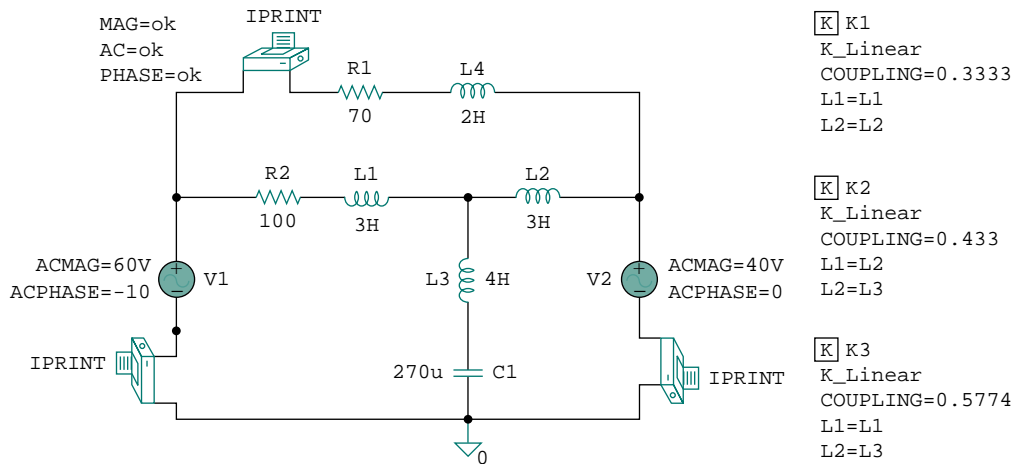 MAG=ok
AC=ok
PHASE=ok
IPRINT
R1
70
L4
2H
R2
100
L1
3H
L2
3H
ACMAG=60V
ACPHASE=-10
V1
L3
4H
V2
ACMAG=40V
ACPHASE=0
IPRINT
270u
C1
IPRINT
0
K K1
K_Linear
COUPLING=0.3333
L1=L1
L2=L2
K K2
K_Linear
COUPLING=0.433
L1=L2
L2=L3
K K3
K_Linear
COUPLING=0.5774
L1=L1
L2=L3